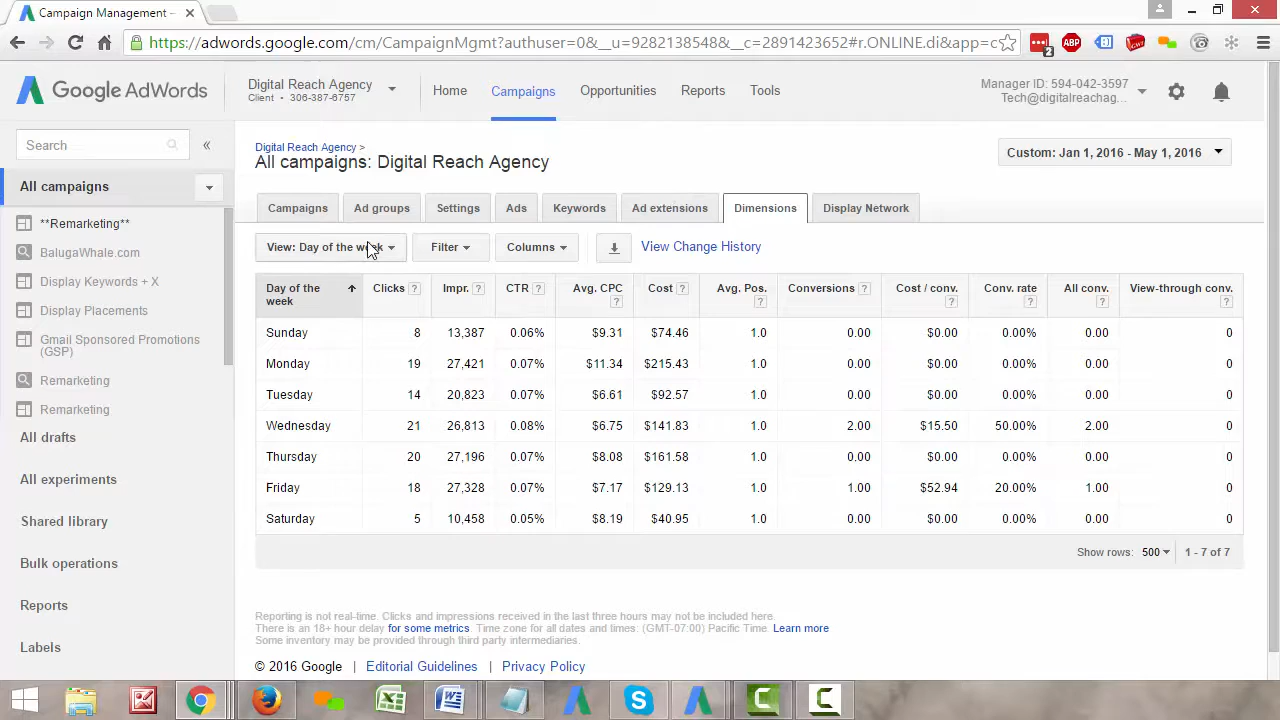 Campaign Management –
https://adwords.google.com/cm/CampaignMgmt?authuser=0&__u=9282138548&__c=2891423652#r.ONLINE.di&app=c
2
ABP
GWT
Google AdWords
Digital Reach Agency
Client - 306-387-6757
Home Campaigns Opportunities Reports Tools
Manager ID: 594-042-3597
Tech@digitalreachag...
Search «
All campaigns
**Remarketing**
BalugaWhale.com
Display Keywords + X
Display Placements
Gmail Sponsored Promotions
(GSP)
Remarketing
Remarketing
All drafts
All experiments
Shared library
Bulk operations
Reports
Labels
Digital Reach Agency >
All campaigns: Digital Reach Agency
Custom: Jan 1, 2016 - May 1, 2016
Campaigns Ad groups Settings Ads Keywords Ad extensions Dimensions Display Network
View: Day of the week Filter Columns View Change History
Day of the week Clicks ? Impr. ? CTR ? Avg. CPC ? Cost ? Avg. Pos. ? Conversions ? Cost / conv. ? Conv. rate ? All conv. ? View-through conv. ?
Sunday 8 13,387 0.06% $9.31 $74.46 1.0 0.00 $0.00 0.00% 0.00 0
Monday 19 27,421 0.07% $11.34 $215.43 1.0 0.00 $0.00 0.00% 0.00 0
Tuesday 14 20,823 0.07% $6.61 $92.57 1.0 0.00 $0.00 0.00% 0.00 0
Wednesday 21 26,813 0.08% $6.75 $141.83 1.0 2.00 $15.50 50.00% 2.00 0
Thursday 20 27,196 0.07% $8.08 $161.58 1.0 0.00 $0.00 0.00% 0.00 0
Friday 18 27,328 0.07% $7.17 $129.13 1.0 1.00 $52.94 20.00% 1.00 0
Saturday 5 10,458 0.05% $8.19 $40.95 1.0 0.00 $0.00 0.00% 0.00 0
Show rows: 500 1 - 7 of 7
Reporting is not real-time. Clicks and impressions received in the last three hours may not be included here.
There is an 18+ hour delay for some metrics. Time zone for all dates and times: (GMT-07:00) Pacific Time. Learn more
Some inventory may be provided through third party intermediaries.
© 2016 Google | Editorial Guidelines | Privacy Policy